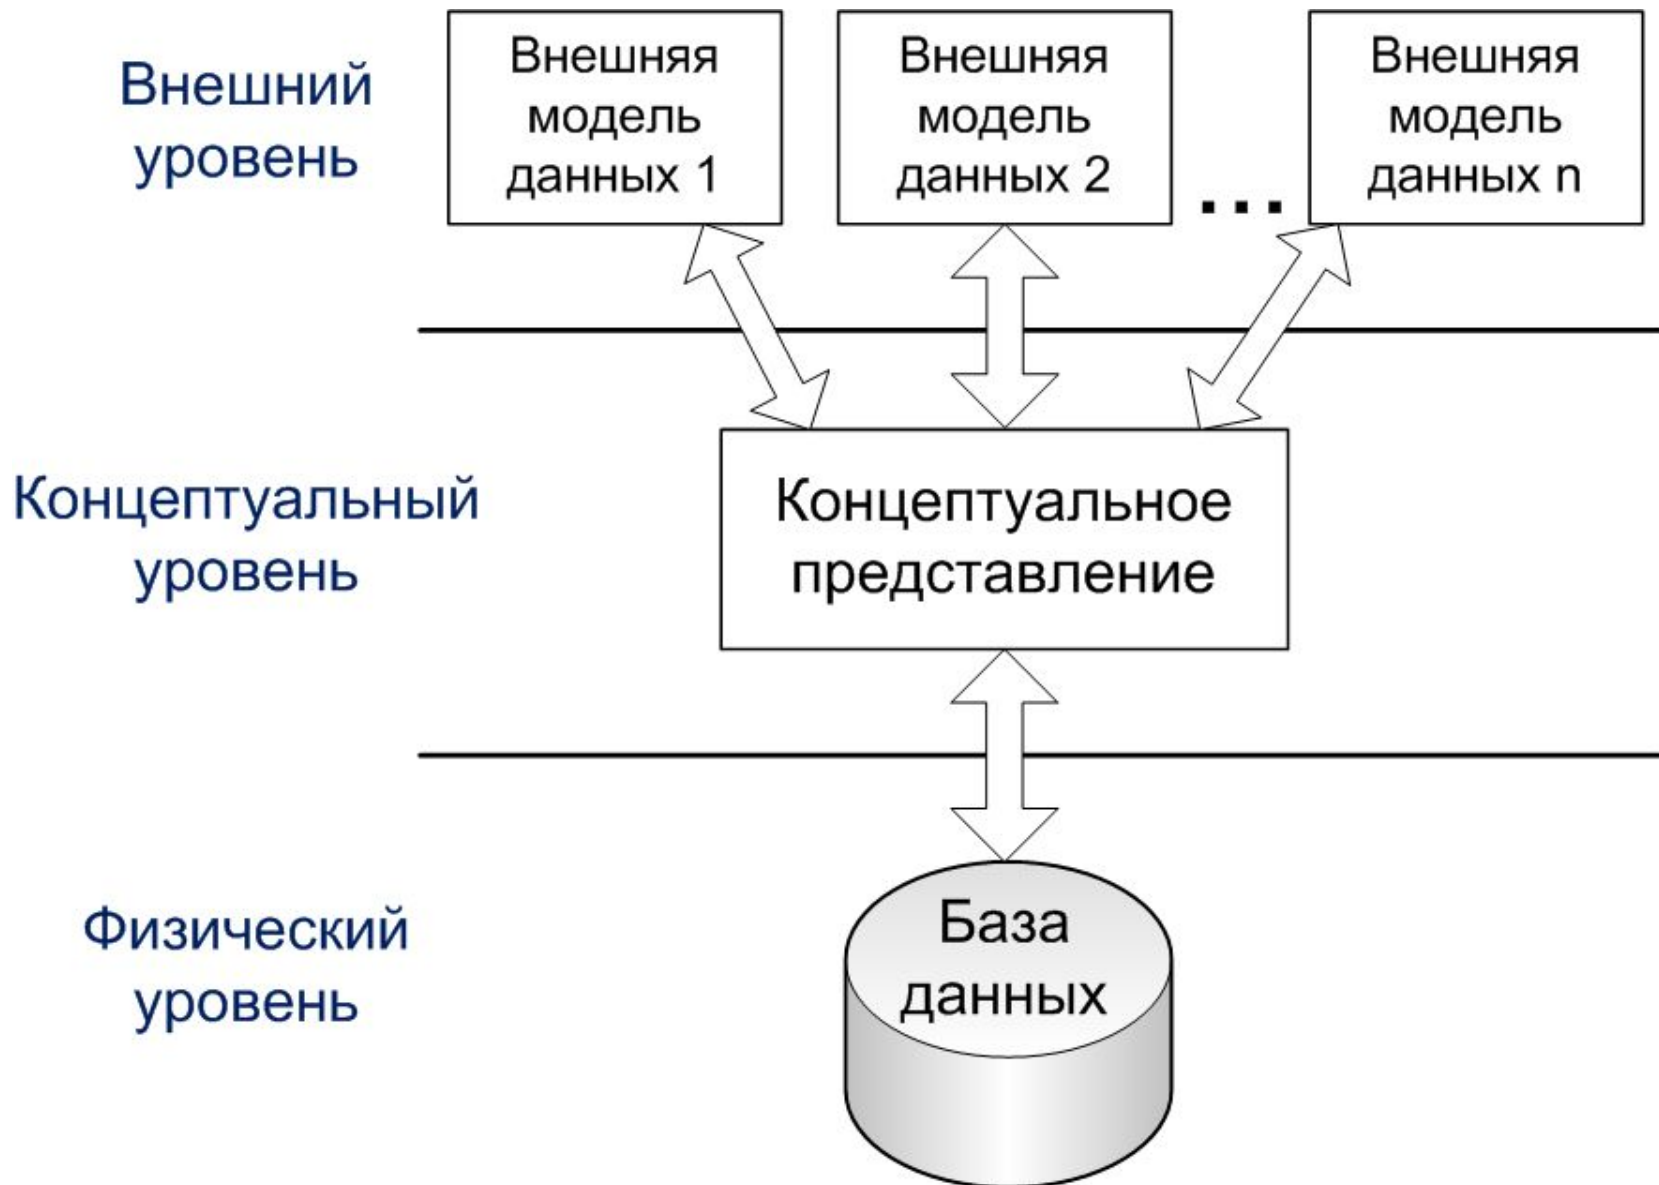 Внешний
уровень
Внешняя
модель
данных 1
Внешняя
модель
данных 2
...
Внешняя
модель
данных n
Концептуальный
уровень
Концептуальное
представление
Физический
уровень
База
данных